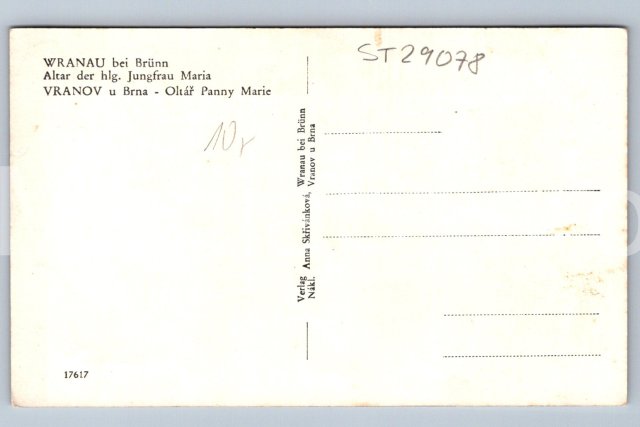 WRANAU bei Brünn
Altar der hlg. Jungfrau Maria
VRANOV u Brna - Oltář Panny Marie
ST29078
Verlag Anna Skřivánková, Wranau bei Brünn
Nákl. Vranov u Brna
17617